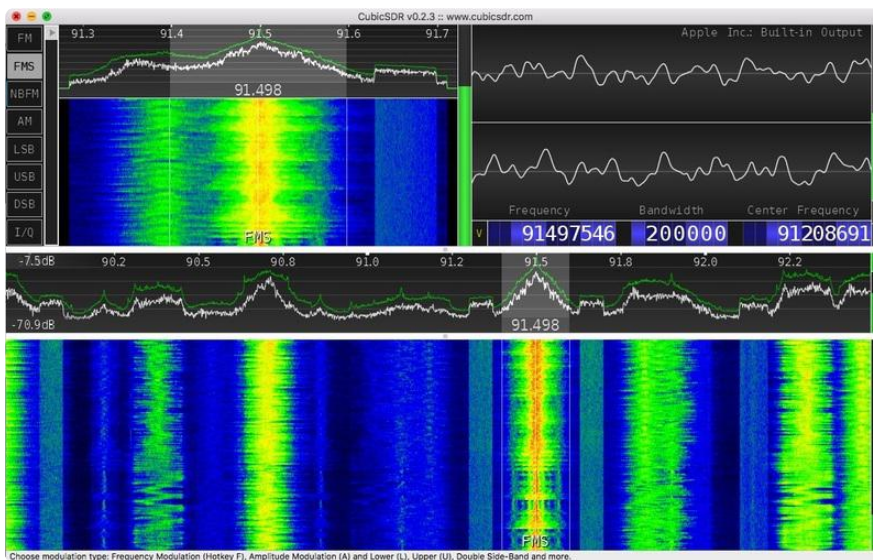 CubicSDR v0.2.3 :: www.cubicsdr.com
FM
FMS
NBFM
AM
LSB
USB
DSB
I/Q
91.3 91.4 91.5 91.6 91.7
91.498
FMS
Apple Inc.: Built-in Output
Frequency Bandwidth Center Frequency
V 91497546 200000 91208691
-7.5dB 90.2 90.5 90.8 91.0 91.2 91.5 91.8 92.0 92.2
-70.9dB
91.498
FMS
Choose modulation type: Frequency Modulation (Hotkey F), Amplitude Modulation (A) and Lower (L), Upper (U), Double Side-Band and more.